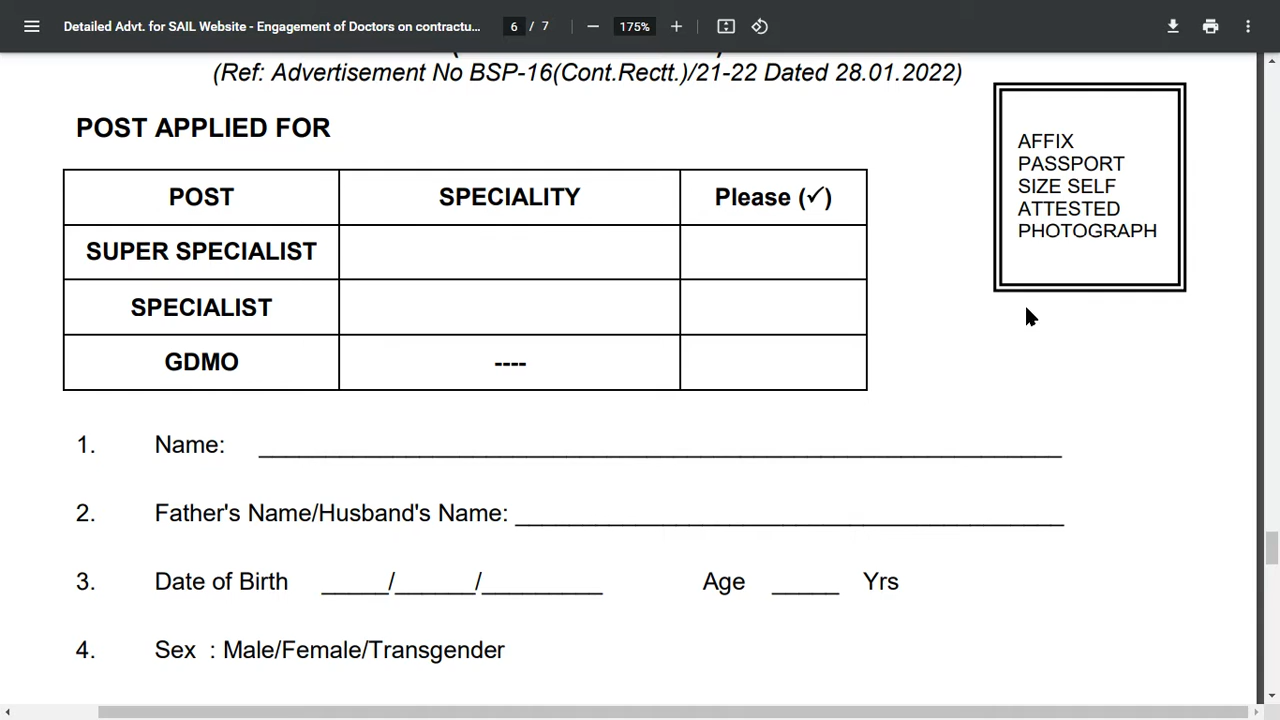 Detailed Advt. for SAIL Website - Engagement of Doctors on contractu... 6 / 7 175%
(Ref: Advertisement No BSP-16(Cont.Rectt.)/21-22 Dated 28.01.2022)
AFFIX
PASSPORT
SIZE SELF
ATTESTED
PHOTOGRAPH
POST APPLIED FOR
POST SPECIALITY Please (✓)
SUPER SPECIALIST
SPECIALIST
GDMO ----
1. Name: ____________________
2. Father's Name/Husband's Name: ____________________
3. Date of Birth _____/______/_________ Age _____ Yrs
4. Sex : Male/Female/Transgender